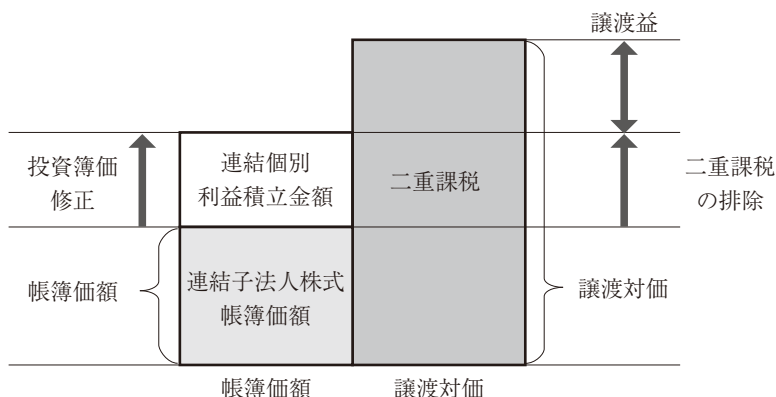 譲渡益
投資簿価
修正
連結個別
利益積立金額
二重課税
二重課税
の排除
帳簿価額
連結子法人株式
帳簿価額
譲渡対価
帳簿価額
譲渡対価